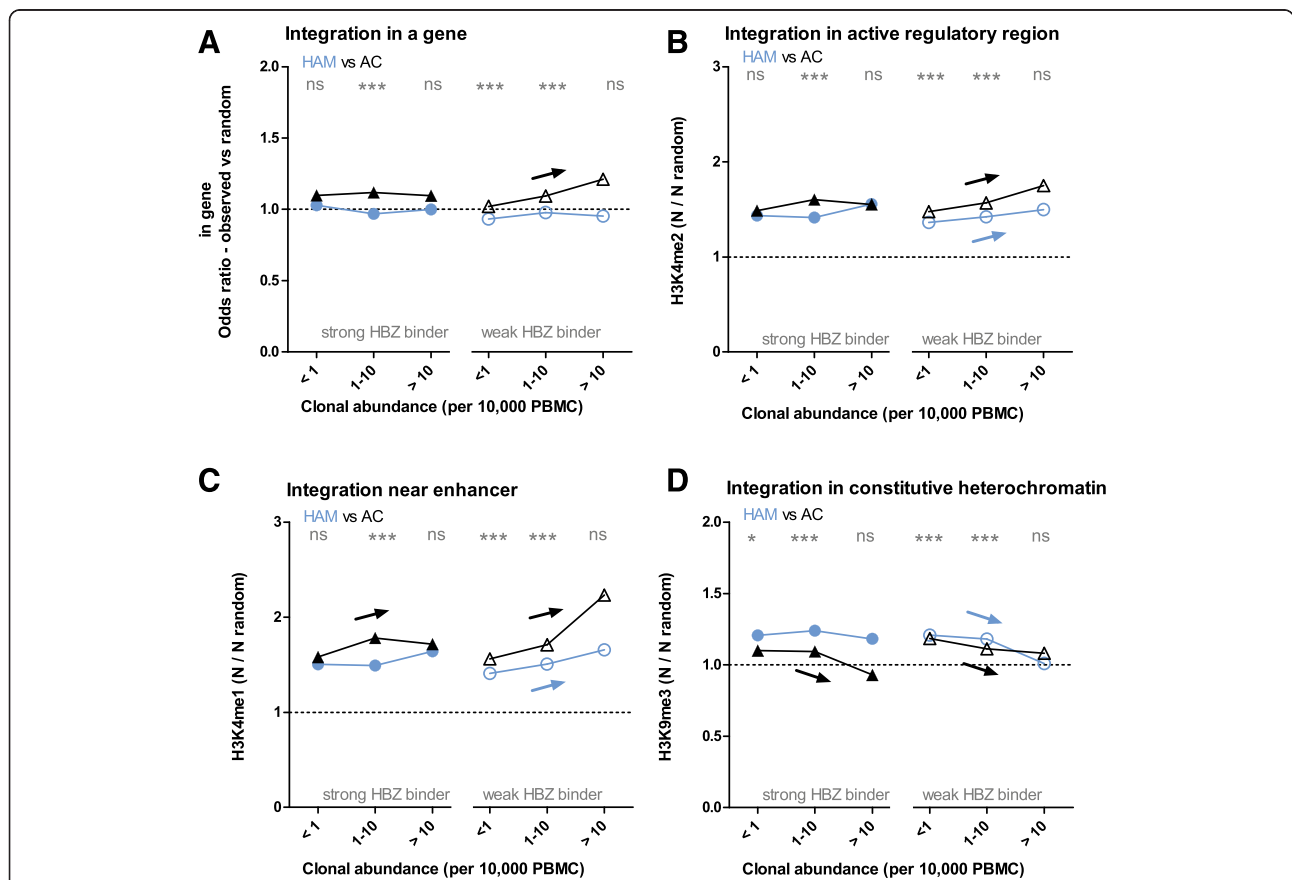 A
Integration in a gene
HAM vs AC
ns *** ns *** *** ns
2.0
1.5
1.0
0.5
0.0
in gene
Odds ratio - observed vs random
strong HBZ binder
weak HBZ binder
< 1
1-10
> 10
<1
1-10
> 10
Clonal abundance (per 10,000 PBMC)
B
Integration in active regulatory region
HAM vs AC
ns *** ns *** *** ns
3
2
1
0
H3K4me2 (N / N random)
strong HBZ binder
weak HBZ binder
< 1
1-10
> 10
<1
1-10
> 10
Clonal abundance (per 10,000 PBMC)
C
Integration near enhancer
HAM vs AC
ns *** ns *** *** ns
3
2
1
0
H3K4me1 (N / N random)
strong HBZ binder
weak HBZ binder
< 1
1-10
> 10
<1
1-10
> 10
Clonal abundance (per 10,000 PBMC)
D
Integration in constitutive heterochromatin
HAM vs AC
* *** ns *** *** ns
2.0
1.5
1.0
0.5
0.0
H3K9me3 (N / N random)
strong HBZ binder
weak HBZ binder
< 1
1-10
> 10
<1
1-10
> 10
Clonal abundance (per 10,000 PBMC)